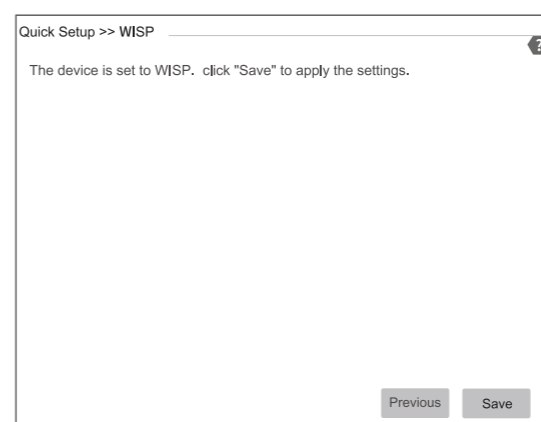 Quick Setup >> WISP
?
The device is set to WISP. click "Save" to apply the settings.
Previous
Save